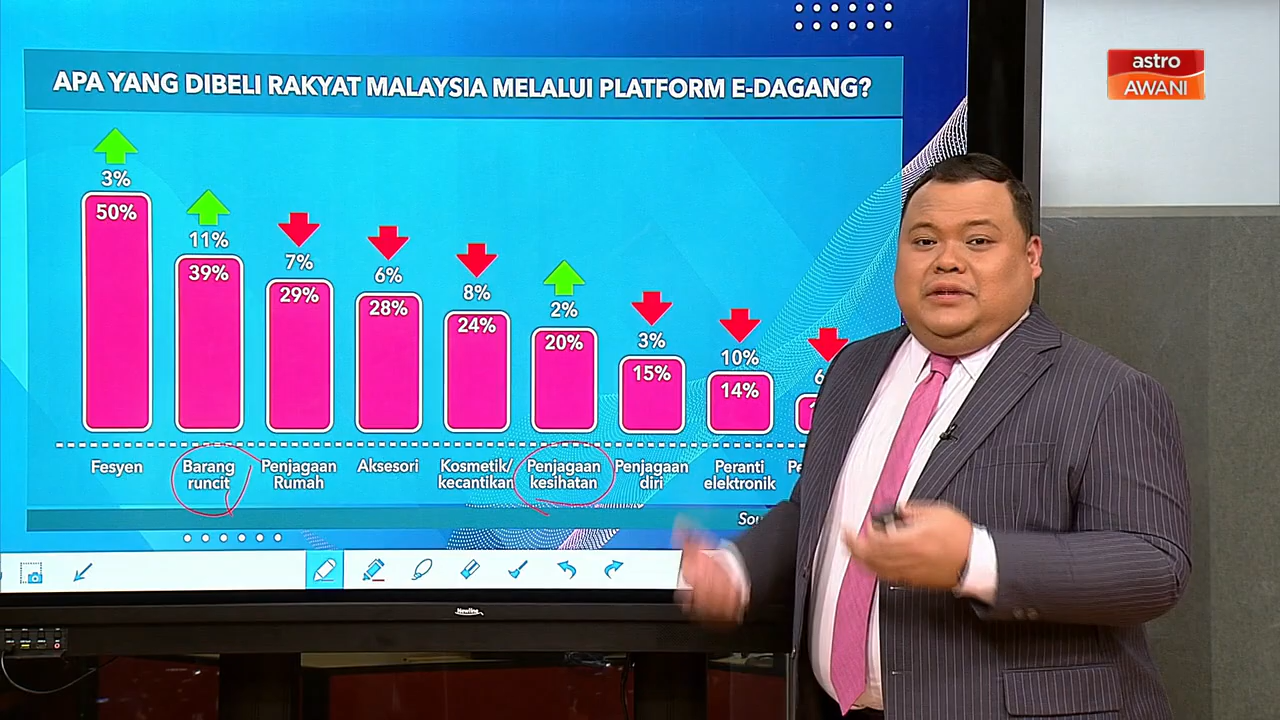 astro
AWANI
APA YANG DIBELI RAKYAT MALAYSIA MELALUI PLATFORM E-DAGANG?
3%
50%
11%
39%
7%
29%
6%
28%
8%
24%
2%
20%
3%
15%
10%
14%
6
Fesyen
Barang
runcit
Penjagaan
Rumah
Aksesori
Kosmetik/
kecantikan
Penjagaan
kesihatan
Penjagaan
diri
Peranti
elektronik
Newline